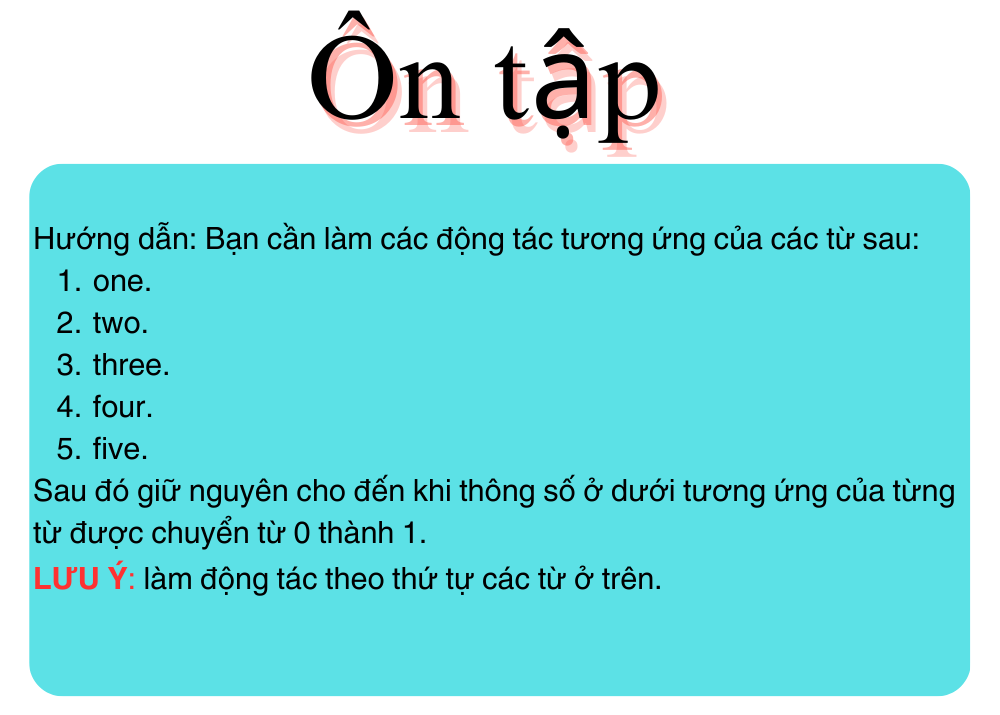 Ôn tập
Hướng dẫn: Bạn cần làm các động tác tương ứng của các từ sau:
1. one.
2. two.
3. three.
4. four.
5. five.
Sau đó giữ nguyên cho đến khi thông số ở dưới tương ứng của từng
từ được chuyển từ 0 thành 1.
LƯU Ý: làm động tác theo thứ tự các từ ở trên.